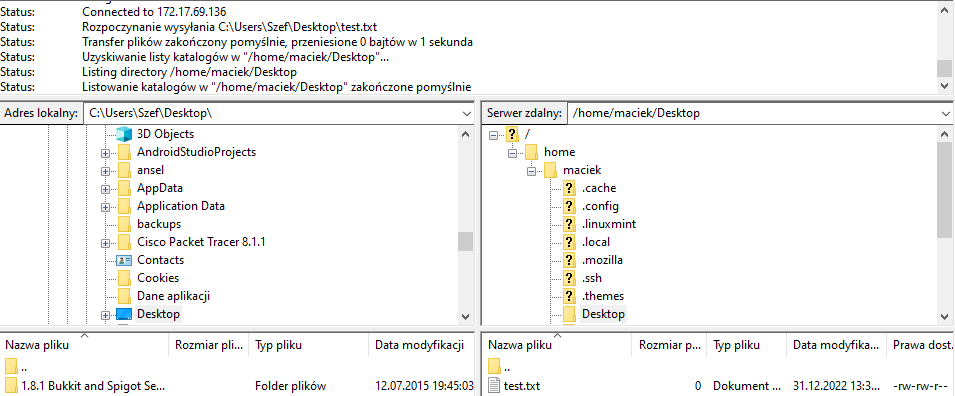 Status: Connected to 172.17.69.136
Status: Rozpoczynanie wysyłania C:\Users\Szef\Desktop\test.txt
Status: Transfer plików zakończony pomyślnie, przeniesione 0 bajtów w 1 sekunda
Status: Uzyskiwanie listy katalogów w "/home/maciek/Desktop"...
Status: Listing directory /home/maciek/Desktop
Status: Listowanie katalogów w "/home/maciek/Desktop" zakończone pomyślnie
Adres lokalny: C:\Users\Szef\Desktop\
3D Objects
AndroidStudioProjects
ansel
AppData
Application Data
backups
Cisco Packet Tracer 8.1.1
Contacts
Cookies
Dane aplikacji
Desktop
Nazwa pliku Rozmiar pli... Typ pliku Data modyfikacji
..
1.8.1 Bukkit and Spigot Se... Folder plików 12.07.2015 19:45:03
Serwer zdalny: /home/maciek/Desktop
/
home
maciek
.cache
.config
.linuxmint
.local
.mozilla
.ssh
.themes
Desktop
Nazwa pliku Rozmiar p... Typ pliku Data modyfika... Prawa dost.
..
test.txt 0 Dokument ... 31.12.2022 13:3... -rw-rw-r--